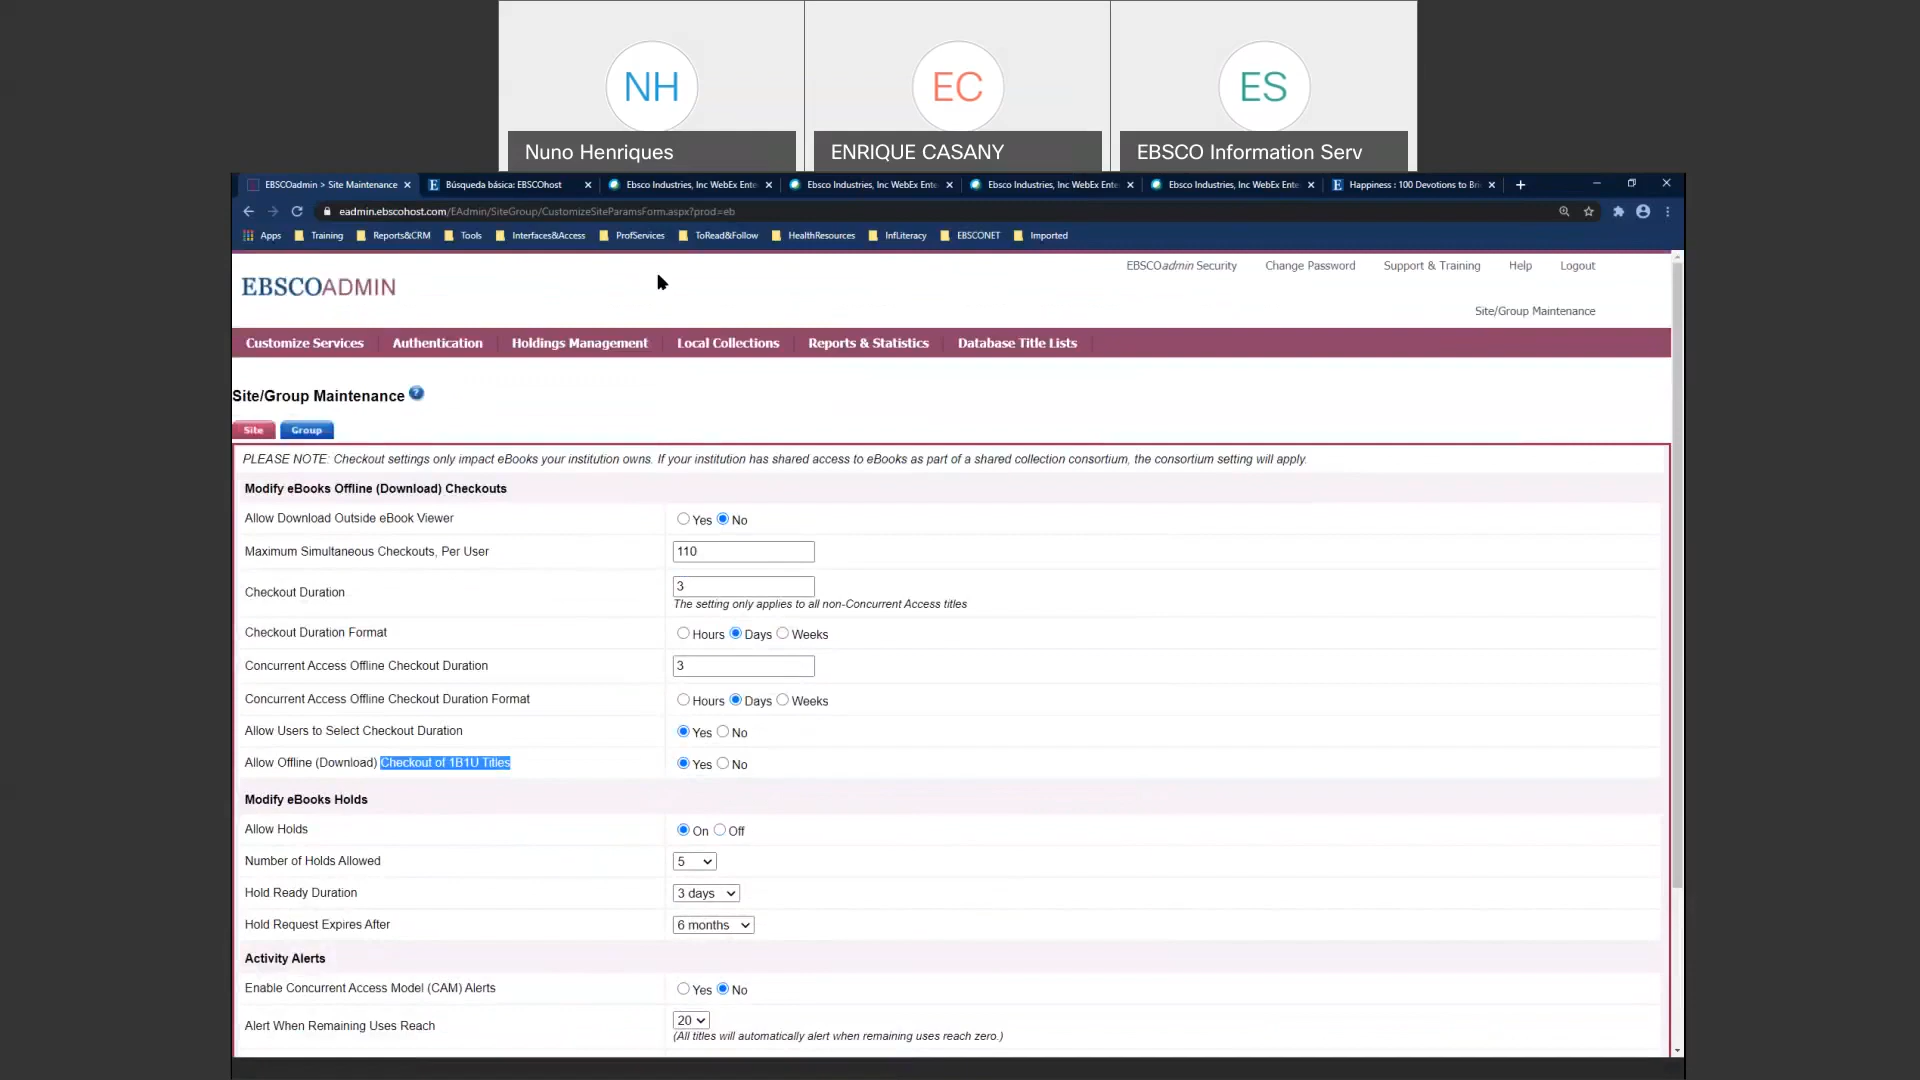 NH
EC
ES
Nuno Henriques
ENRIQUE CASANY
EBSCO Information Serv
EBSCOadmin > Site Maintenance
Búsqueda básica: EBSCOhost
Ebsco Industries, Inc WebEx Ente
Ebsco Industries, Inc WebEx Ente
Ebsco Industries, Inc WebEx Ente
Ebsco Industries, Inc WebEx Ente
Happiness : 100 Devotions to Bri
eadmin.ebscohost.com/EAdmin/SiteGroup/CustomizeSiteParamsForm.aspx?prod=eb
Apps Training Reports&CRM Tools Interfaces&Access ProfServices ToRead&Follow HealthResources InfLiteracy EBSCONET Imported
EBSCOadmin Security Change Password Support & Training Help Logout
EBSCOADMIN
Site/Group Maintenance
Customize Services Authentication Holdings Management Local Collections Reports & Statistics Database Title Lists
Site/Group Maintenance ?
Site Group
PLEASE NOTE: Checkout settings only impact eBooks your institution owns. If your institution has shared access to eBooks as part of a shared collection consortium, the consortium setting will apply.
Modify eBooks Offline (Download) Checkouts
Allow Download Outside eBook Viewer Yes No
Maximum Simultaneous Checkouts, Per User 110
Checkout Duration 3
The setting only applies to all non-Concurrent Access titles
Checkout Duration Format Hours Days Weeks
Concurrent Access Offline Checkout Duration 3
Concurrent Access Offline Checkout Duration Format Hours Days Weeks
Allow Users to Select Checkout Duration Yes No
Allow Offline (Download) Checkout of 1B1U Titles Yes No
Modify eBooks Holds
Allow Holds On Off
Number of Holds Allowed 5
Hold Ready Duration 3 days
Hold Request Expires After 6 months
Activity Alerts
Enable Concurrent Access Model (CAM) Alerts Yes No
Alert When Remaining Uses Reach 20
(All titles will automatically alert when remaining uses reach zero.)